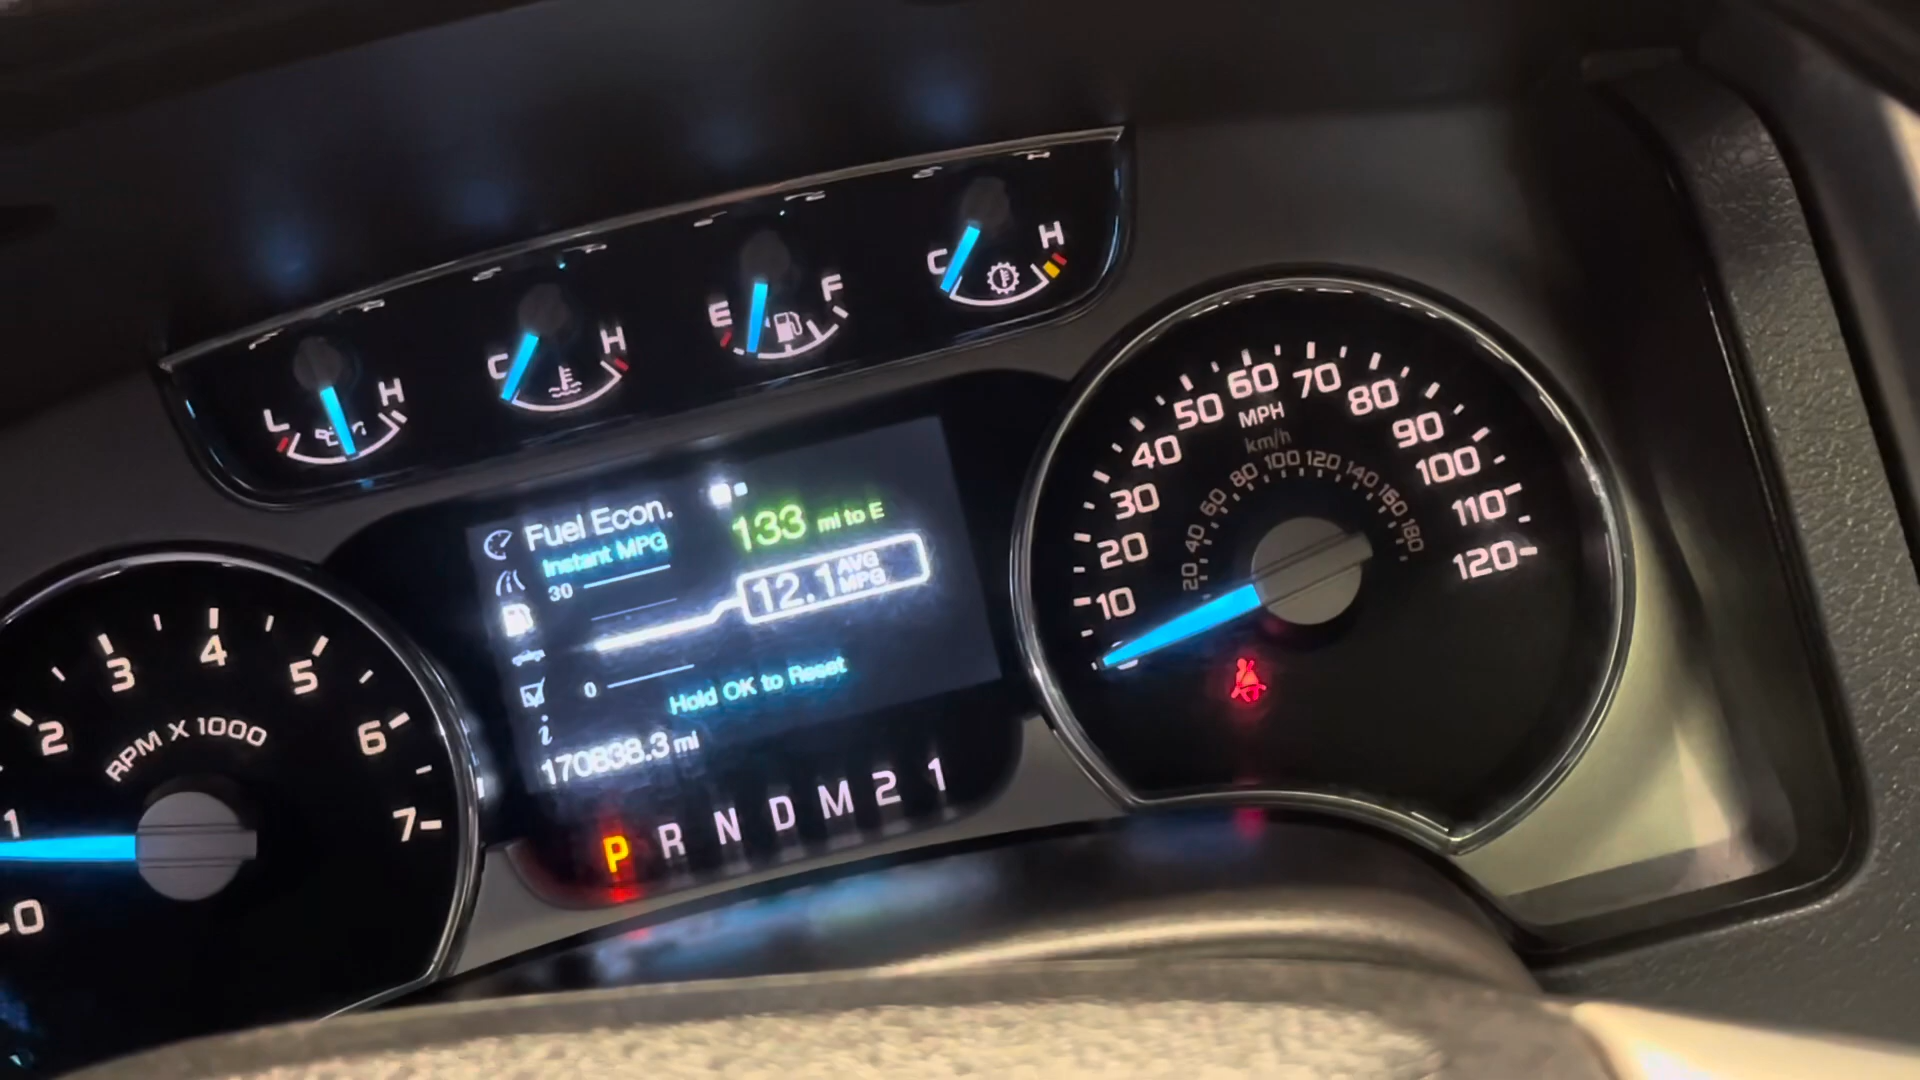 L H
C H
E F
C H
Fuel Econ.
Instant MPG
30
0
133 mi to E
12.1 AVG MPG
Hold OK to Reset
i
170838.3 mi
P R N D M 2 1
0 1 2 3 4 5 6 7
RPM X 1000
10 20 30 40 50 60 70 80 90 100 110 120
MPH
km/h
20 40 60 80 100 120 140 160 180